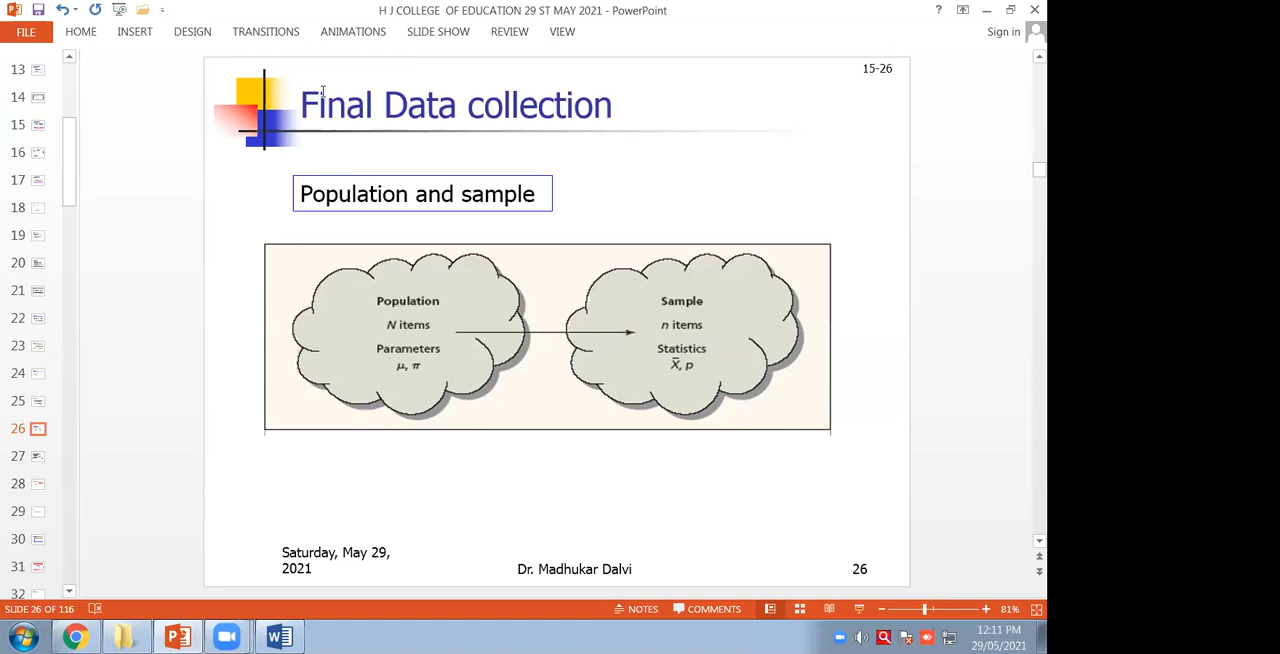 H J COLLEGE OF EDUCATION 29 ST MAY 2021 - PowerPoint
?
FILE
HOME
INSERT
DESIGN
TRANSITIONS
ANIMATIONS
SLIDE SHOW
REVIEW
VIEW
Sign in
13
14
15
16
17
18
19
20
21
22
23
24
25
26
27
28
29
30
31
32
15-26
Final Data collection
Population and sample
Population
N items
Parameters
μ, π
Sample
n items
Statistics
X̅, p
Saturday, May 29,
2021
Dr. Madhukar Dalvi
26
SLIDE 26 OF 116
NOTES
COMMENTS
81%
12:11 PM
29/05/2021